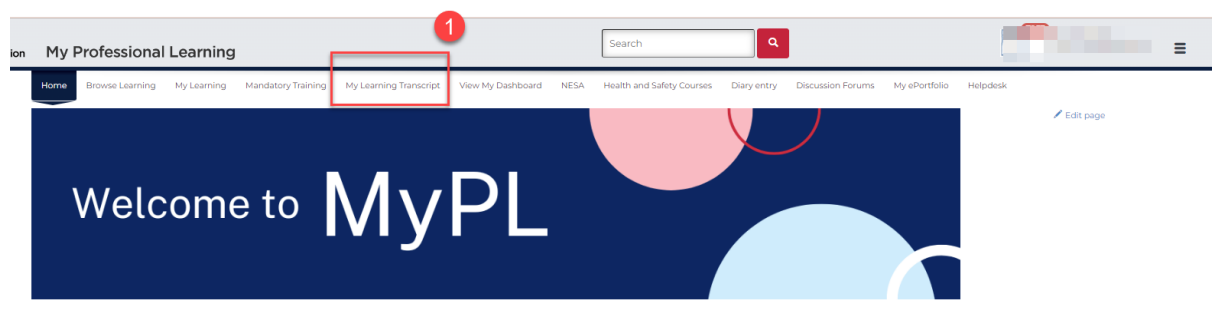 1
ion My Professional Learning Search
Home Browse Learning My Learning Mandatory Training My Learning Transcript View My Dashboard NESA Health and Safety Courses Diary entry Discussion Forums My ePortfolio Helpdesk
Edit page
Welcome to MyPL